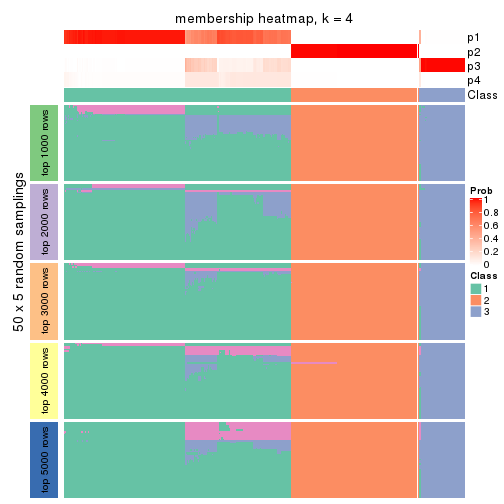 membership heatmap, k = 4
p1
p2
p3
p4
Class
50 x 5 random samplings
top 1000 rows
top 2000 rows
top 3000 rows
top 4000 rows
top 5000 rows
Prob
1
0.8
0.6
0.4
0.2
0
Class
1
2
3